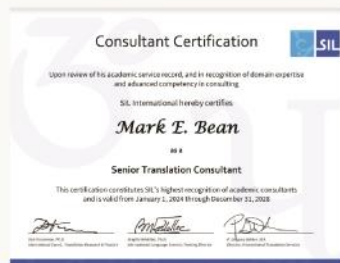 Consultant Certification
SIL
Upon review of his academic service record, and in recognition of domain expertise
and advanced competency in consulting
SIL International hereby certifies
Mark E. Bean
as a
Senior Translation Consultant
This certification constitutes SIL's highest recognition of academic consultants
and is valid from January 1, 2024 through December 31, 2028